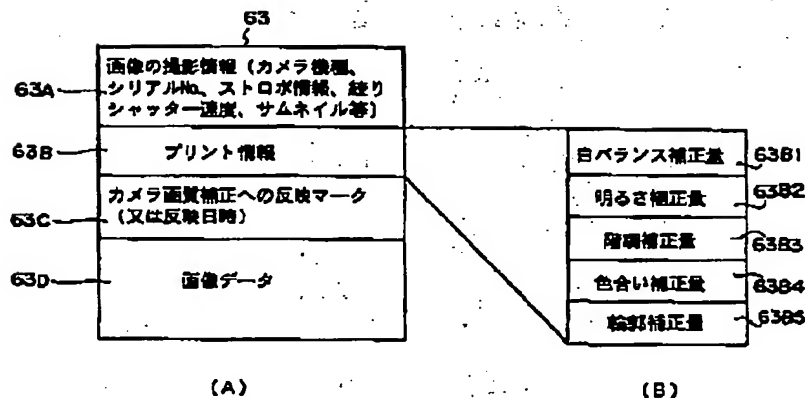 63
画像の撮影情報（カメラ機種、
シリアルNo、ストロボ情報、絞り
シャッター速度、サムネイル等）
63A
プリント情報
63B
カメラ画質補正への反映マーク
（又は反映日時）
63C
画像データ
63D
(A)
白バランス補正量
63B1
明るさ補正量
63B2
階調補正量
63B3
色合い補正量
63B4
輪郭補正量
63B5
(B)